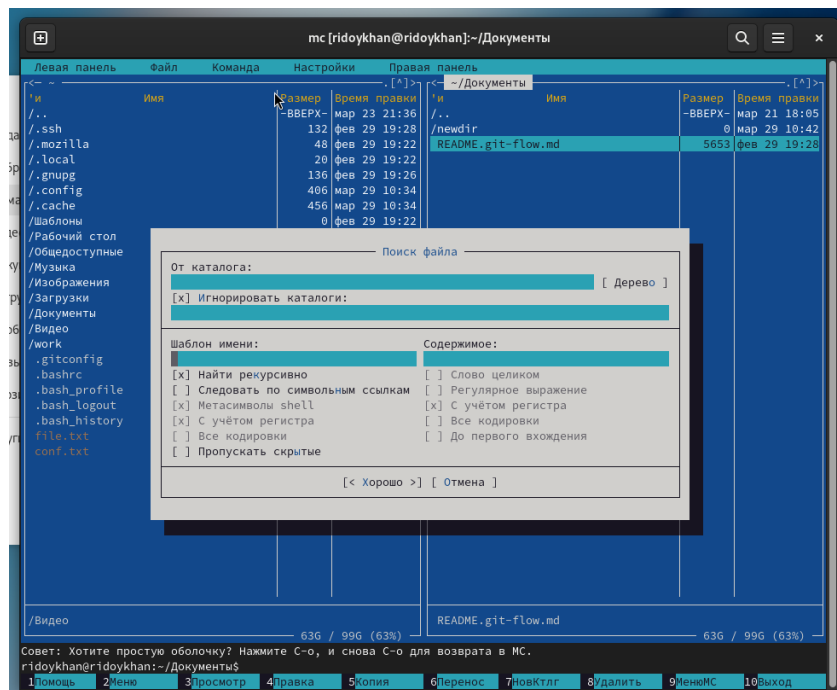 mc [ridoykhan@ridoykhan]:~/Документы
Левая панель Файл Команда Настройки Правая панель
<— ~ .[^]> <— ~/Документы .[^]>
'и Имя Размер Время правки 'и Имя Размер Время правки
/.. -ВВЕРХ- мар 23 21:36 /.. -ВВЕРХ- мар 21 18:05
/.ssh 132 фев 29 19:28 /newdir 0 мар 29 10:42
/.mozilla 48 фев 29 19:22 README.git-flow.md 5653 фев 29 19:28
/.local 20 фев 29 19:22
/.gnupg 136 фев 29 19:26
/.config 406 мар 29 10:34
/.cache 456 мар 29 10:34
/Шаблоны 0 фев 29 19:22
/Рабочий стол
/Общедоступные
/Музыка
/Изображения
/Загрузки
/Документы
/Видео
/work
.gitconfig
.bashrc
.bash_profile
.bash_logout
.bash_history
file.txt
conf.txt
Поиск файла
От каталога:
[ Дерево ]
[x] Игнорировать каталоги:
Шаблон имени: Содержимое:
[x] Найти рекурсивно [ ] Слово целиком
[ ] Следовать по символьным ссылкам [ ] Регулярное выражение
[x] Метасимволы shell [x] С учётом регистра
[x] С учётом регистра [ ] Все кодировки
[ ] Все кодировки [ ] До первого вхождения
[ ] Пропускать скрытые
[< Хорошо >] [ Отмена ]
/Видео README.git-flow.md
63G / 99G (63%) 63G / 99G (63%)
Совет: Хотите простую оболочку? Нажмите C-o, и снова C-o для возврата в MC.
ridoykhan@ridoykhan:~/Документы$
1Помощь 2Меню 3Просмотр 4Правка 5Копия 6Перенос 7НовКтлг 8Удалить 9МенюMC 10Выход